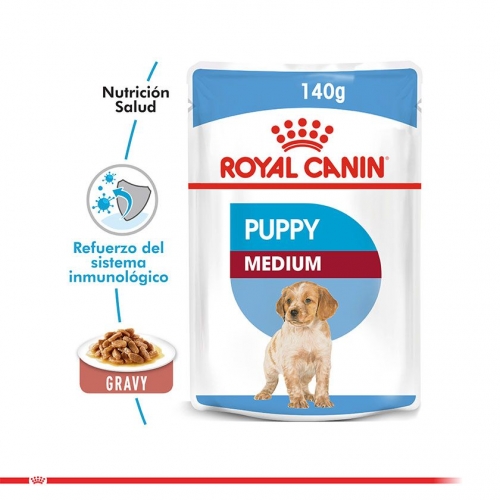 Nutrición
Salud
Refuerzo del
sistema
inmunológico
GRAVY
140g
ROYAL CANIN
PUPPY
MEDIUM